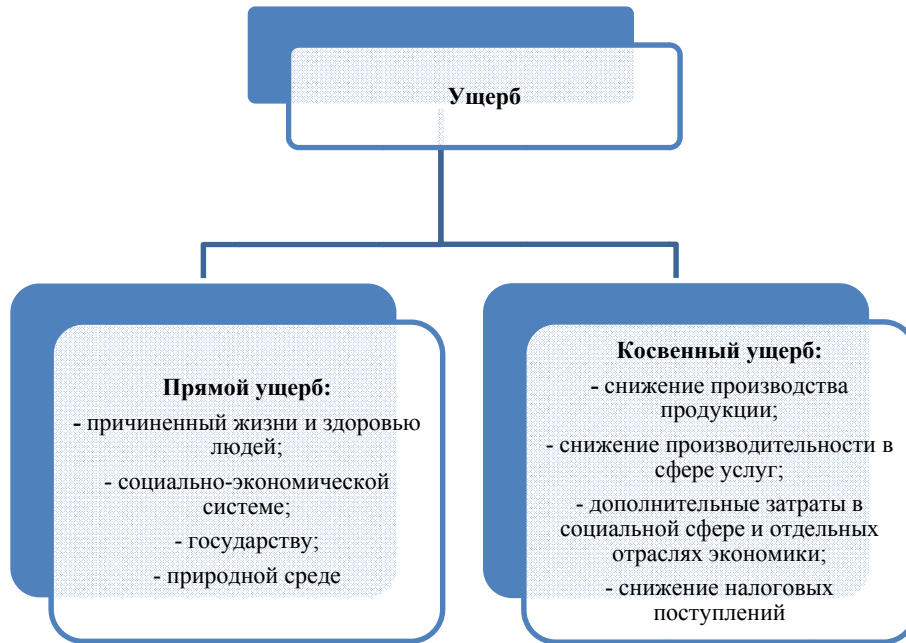 Ущерб
Прямой ущерб:
- причиненный жизни и здоровью
людей;
- социально-экономической
системе;
- государству;
- природной среде
Косвенный ущерб:
- снижение производства
продукции;
- снижение производительности в
сфере услуг;
- дополнительные затраты в
социальной сфере и отдельных
отраслях экономики;
- снижение налоговых
поступлений